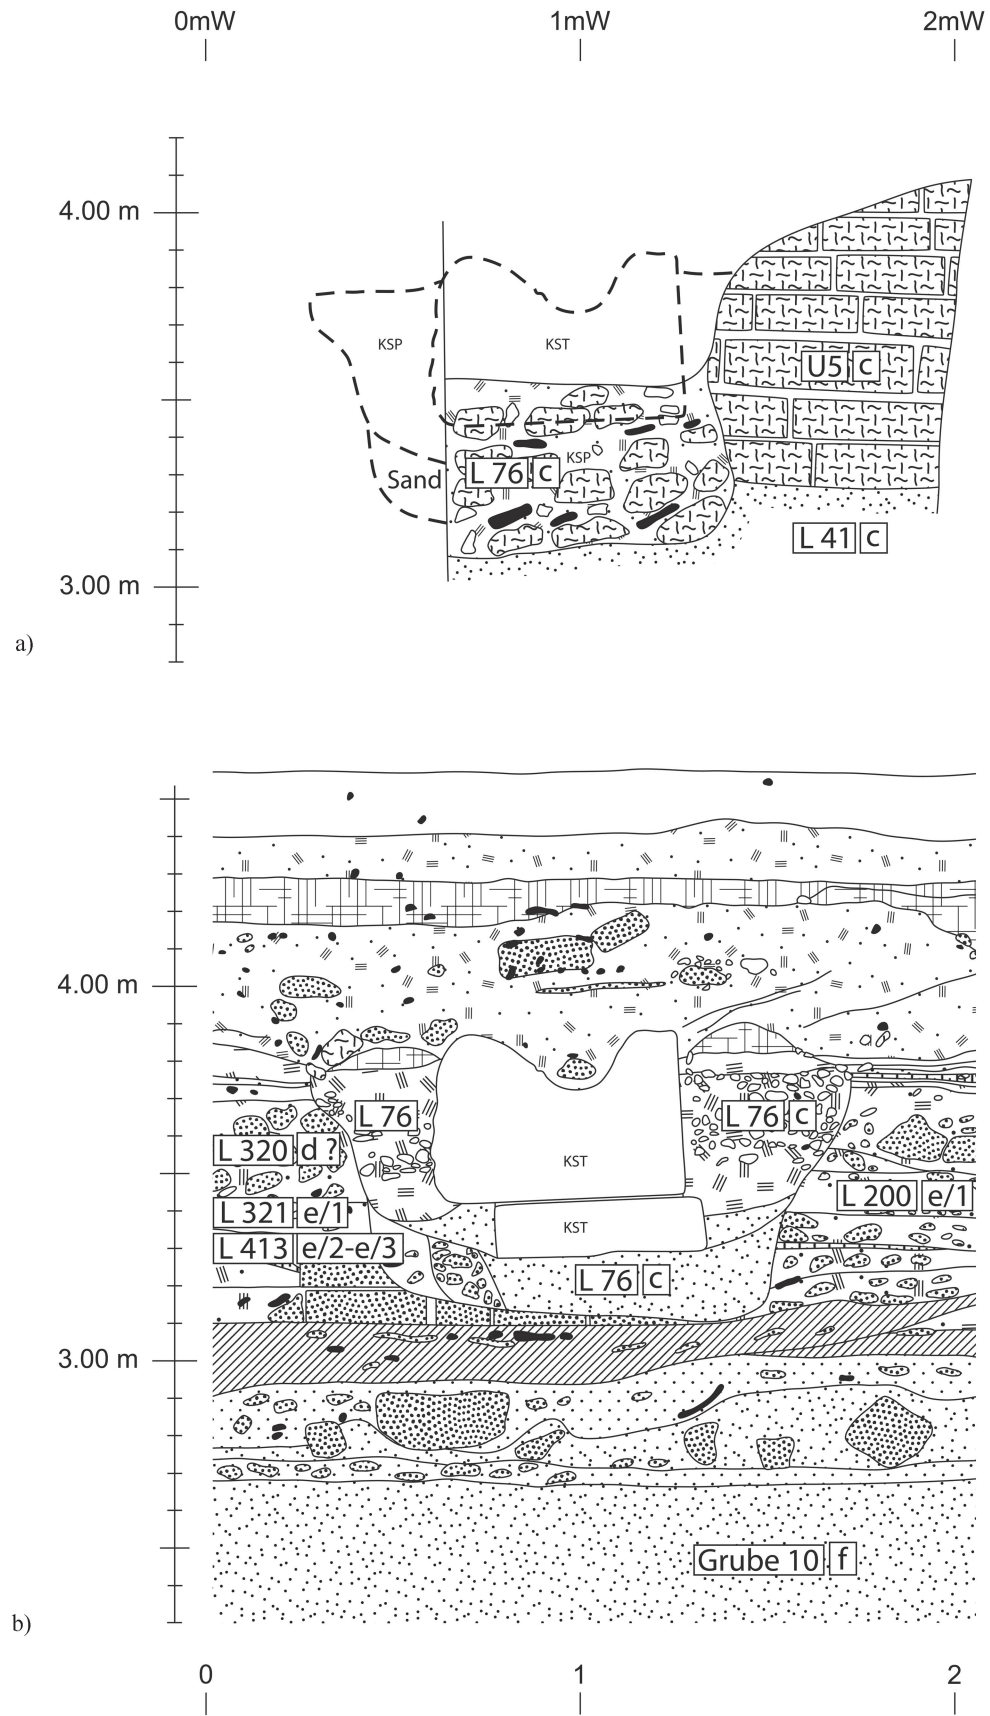 0mW 1mW 2mW
4.00 m
KSP KST
U5 c
KSP
Sand L 76 c
L 41 c
3.00 m
a)
4.00 m
L 76 L 76 c
L 320 d ?
KST
L 200 e/1
L 321 e/1
KST
L 413 e/2-e/3
L 76 c
3.00 m
Grube 10 f
b)
0 1 2